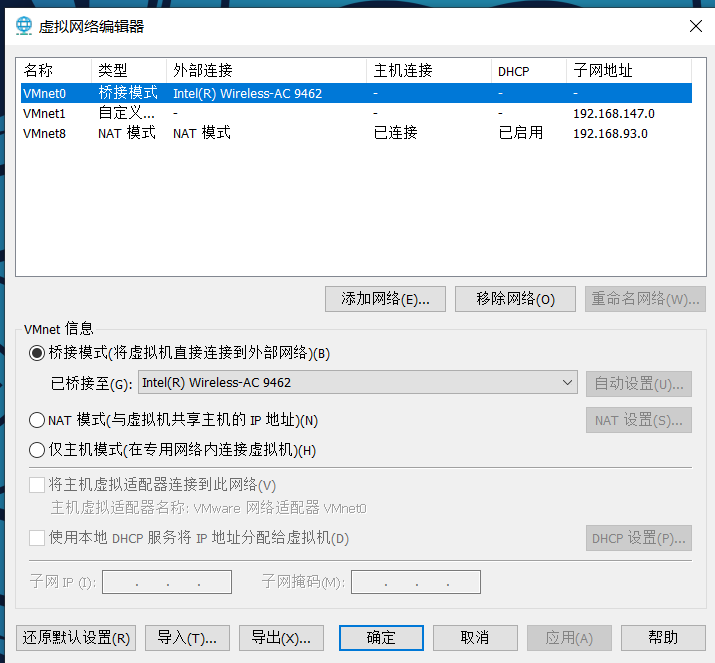 虚拟网络编辑器
名称 类型 外部连接 主机连接 DHCP 子网地址
VMnet0 桥接模式 Intel(R) Wireless-AC 9462 - - -
VMnet1 自定义... - - - 192.168.147.0
VMnet8 NAT 模式 NAT 模式 已连接 已启用 192.168.93.0
添加网络(E)... 移除网络(O) 重命名网络(W)...
VMnet 信息
桥接模式(将虚拟机直接连接到外部网络)(B)
已桥接至(G): Intel(R) Wireless-AC 9462 自动设置(U)...
NAT 模式(与虚拟机共享主机的 IP 地址)(N) NAT 设置(S)...
仅主机模式(在专用网络内连接虚拟机)(H)
将主机虚拟适配器连接到此网络(V)
主机虚拟适配器名称: VMware 网络适配器 VMnet0
使用本地 DHCP 服务将 IP 地址分配给虚拟机(D) DHCP 设置(P)...
子网 IP (I): . . . 子网掩码(M): . . .
还原默认设置(R) 导入(T)... 导出(X)... 确定 取消 应用(A) 帮助